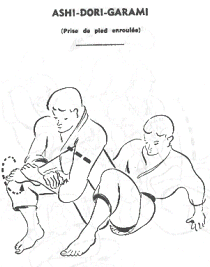 ASHI-DORI-GARAMI
(Prise de pied enroulée)